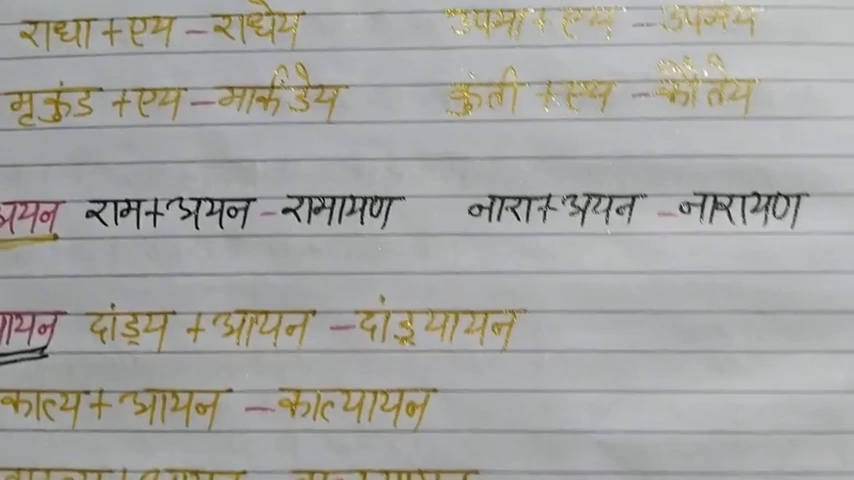 राधा + एय - राधेय उपमा + एय - उपमेय
मृकुंड + एय - मार्कंडेय कुंती + एय - कौंतेय
अयन राम + अयन - रामायण नारा + अयन - नारायण
आयन दांड्य + आयन - दांड्यायन
कात्य + आयन - कात्यायन